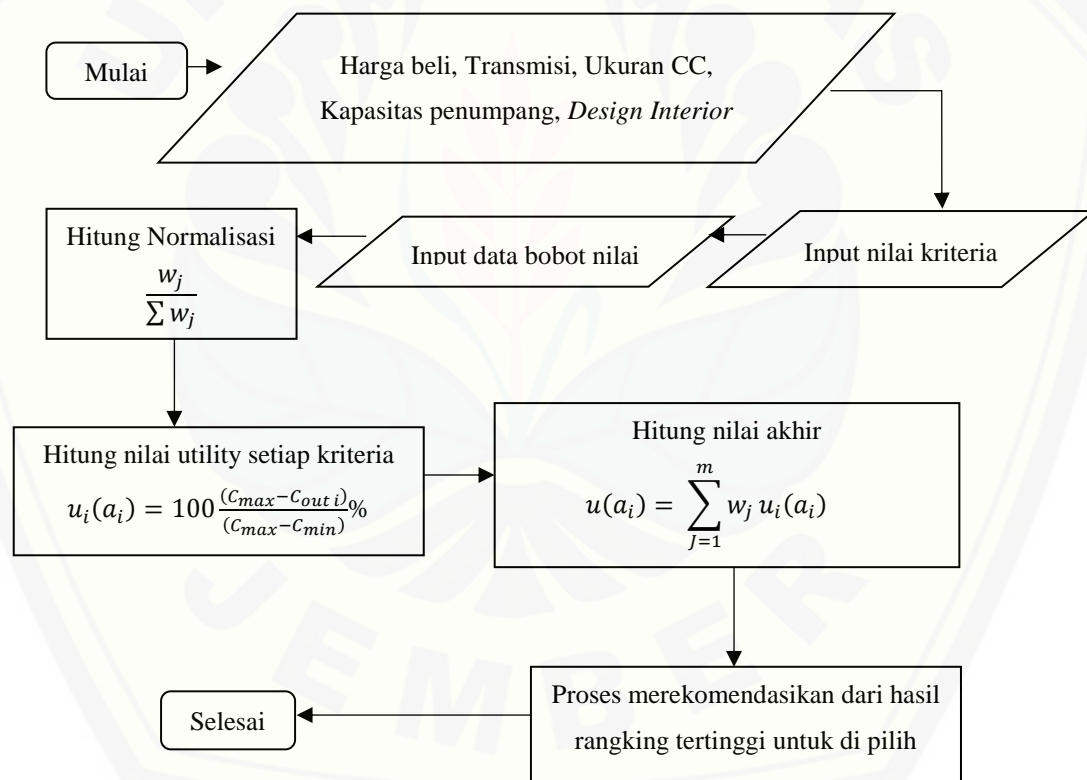 Mulai
Harga beli, Transmisi, Ukuran CC,
Kapasitas penumpang, Design Interior
Input nilai kriteria
Input data bobot nilai
Hitung Normalisasi
w_j / ∑ w_j
Hitung nilai utility setiap kriteria
u_i(a_i) = 100 (C_max−C_out i) / (C_max−C_min) %
Hitung nilai akhir
u(a_i) = ∑_{J=1}^{m} w_j u_i(a_i)
Proses merekomendasikan dari hasil
rangking tertinggi untuk di pilih
Selesai
JEMBER